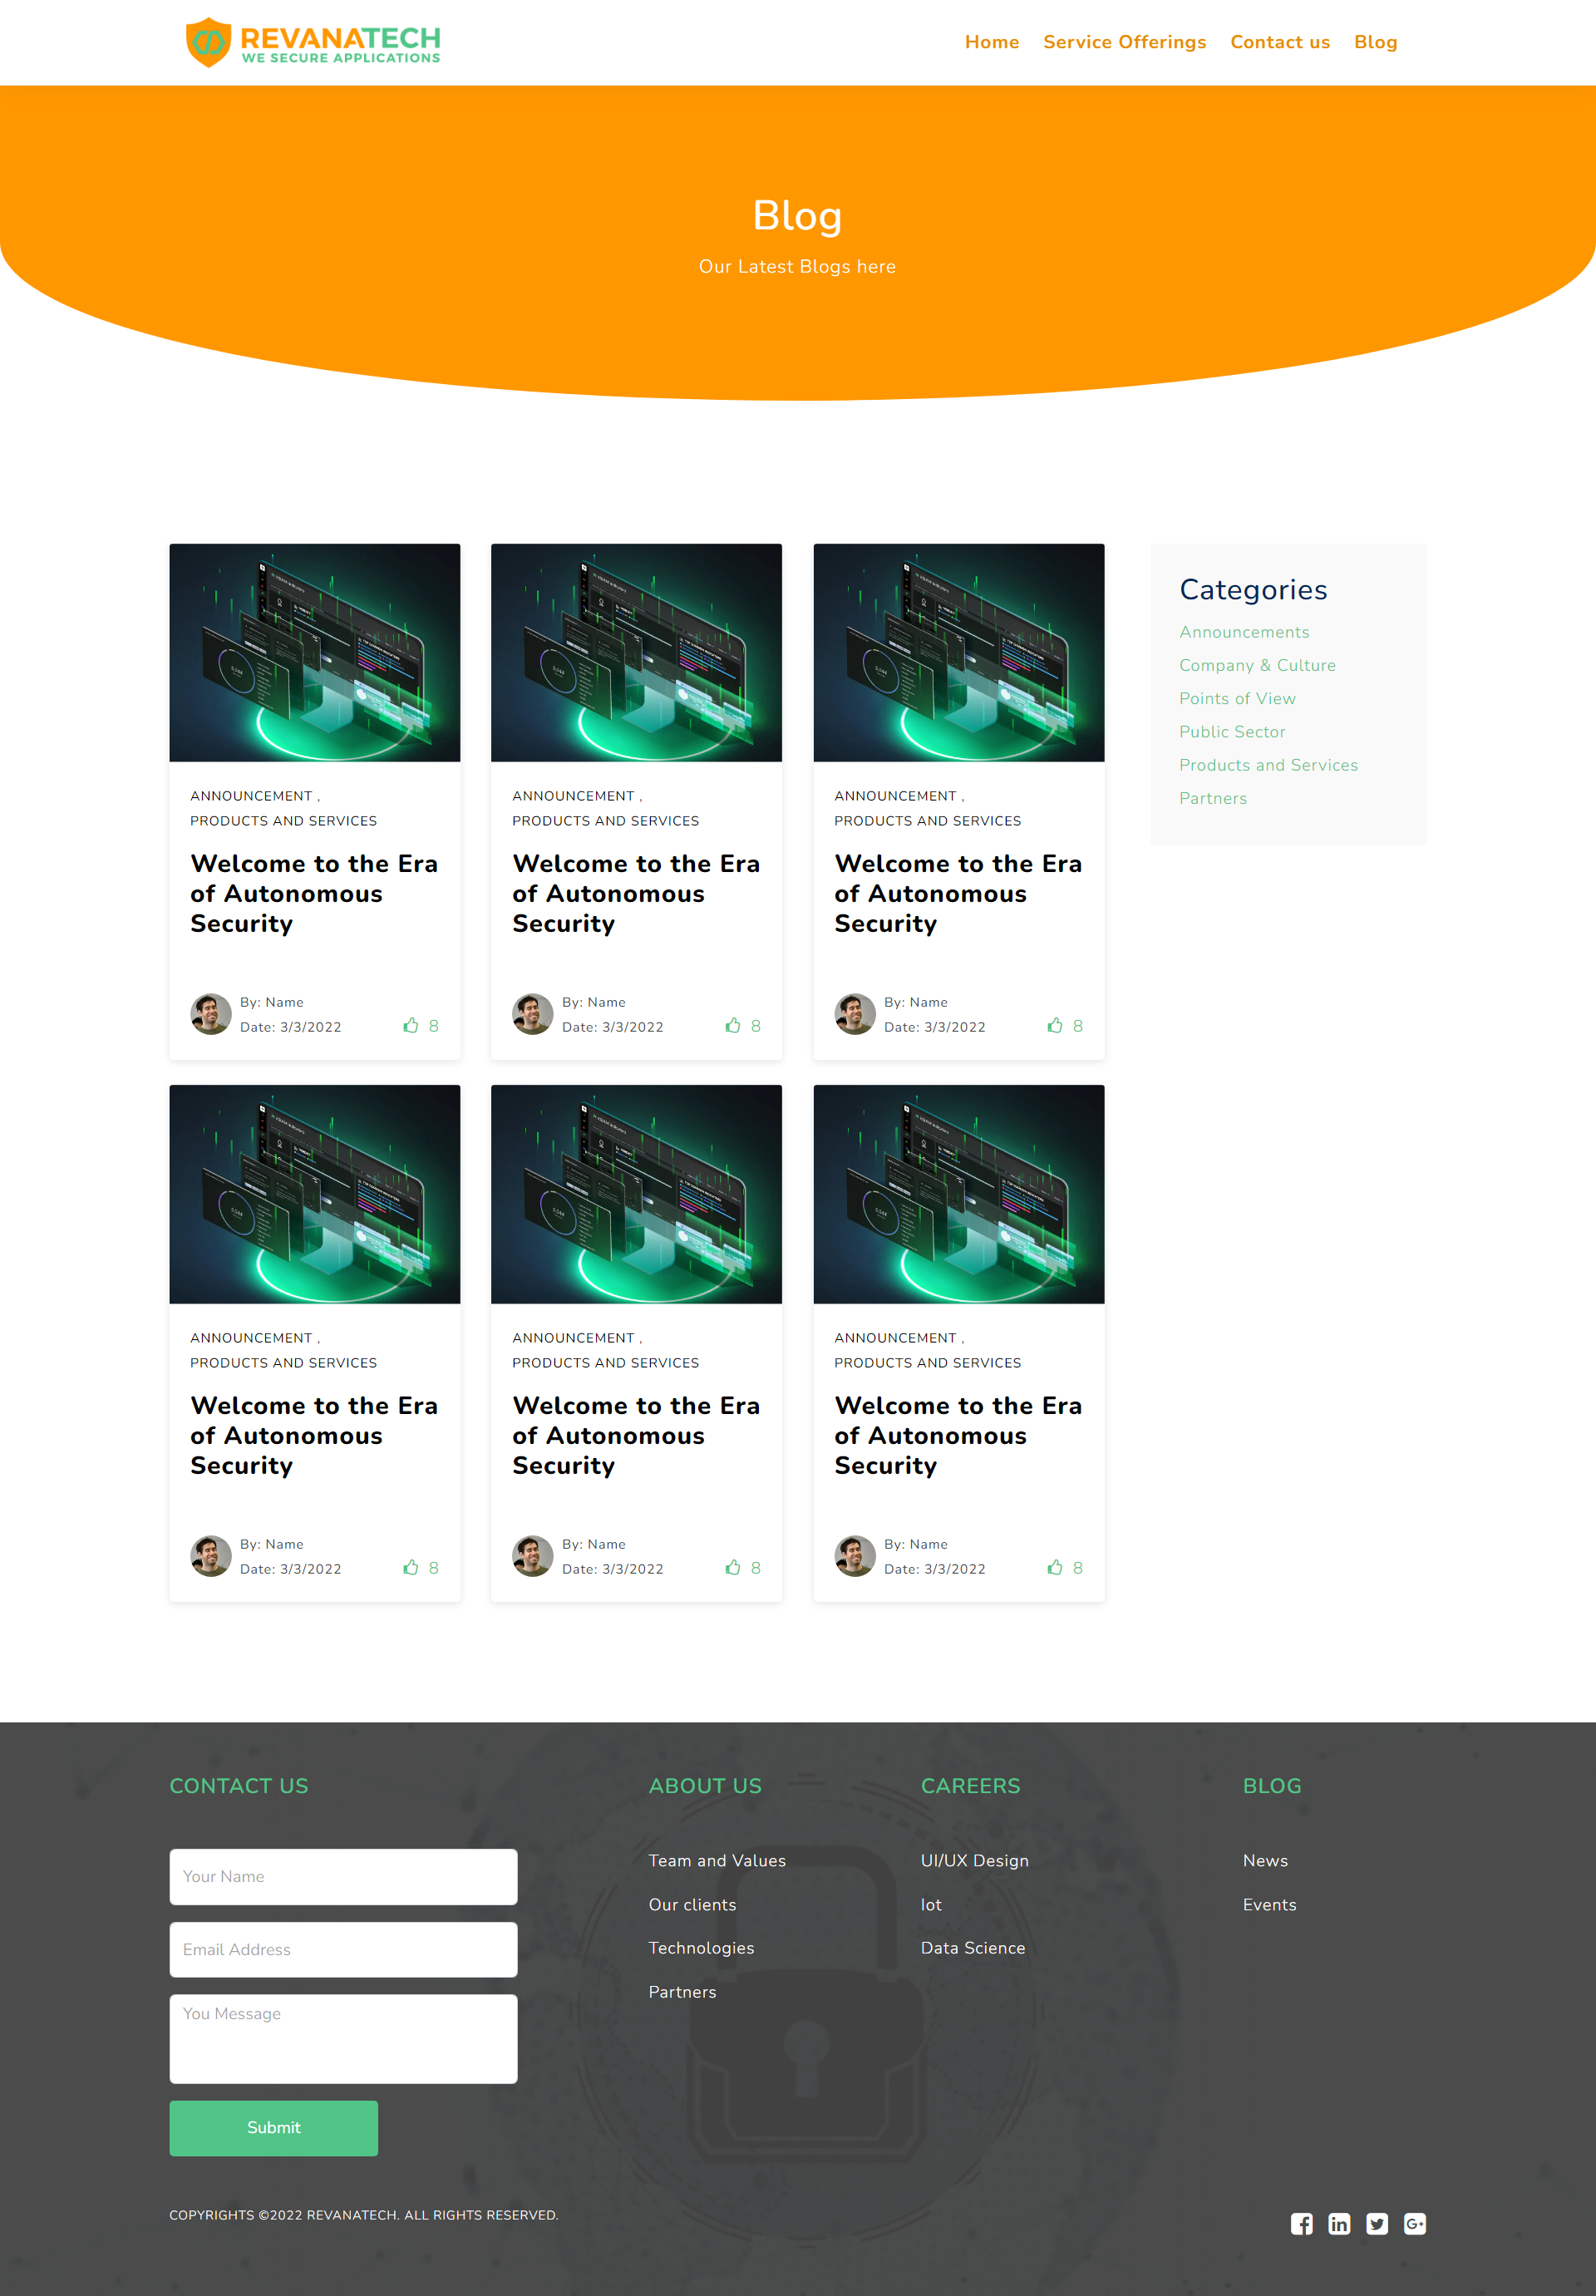 REVANATECH
WE SECURE APPLICATIONS
Home Service Offerings Contact us Blog
Blog
Our Latest Blogs here
ANNOUNCEMENT ,
PRODUCTS AND SERVICES
Welcome to the Era
of Autonomous
Security
By: Name
Date: 3/3/2022
8
ANNOUNCEMENT ,
PRODUCTS AND SERVICES
Welcome to the Era
of Autonomous
Security
By: Name
Date: 3/3/2022
8
ANNOUNCEMENT ,
PRODUCTS AND SERVICES
Welcome to the Era
of Autonomous
Security
By: Name
Date: 3/3/2022
8
Categories
Announcements
Company & Culture
Points of View
Public Sector
Products and Services
Partners
ANNOUNCEMENT ,
PRODUCTS AND SERVICES
Welcome to the Era
of Autonomous
Security
By: Name
Date: 3/3/2022
8
ANNOUNCEMENT ,
PRODUCTS AND SERVICES
Welcome to the Era
of Autonomous
Security
By: Name
Date: 3/3/2022
8
ANNOUNCEMENT ,
PRODUCTS AND SERVICES
Welcome to the Era
of Autonomous
Security
By: Name
Date: 3/3/2022
8
CONTACT US
Your Name
Email Address
You Message
Submit
ABOUT US
Team and Values
Our clients
Technologies
Partners
CAREERS
UI/UX Design
Iot
Data Science
BLOG
News
Events
COPYRIGHTS ©2022 REVANATECH. ALL RIGHTS RESERVED.